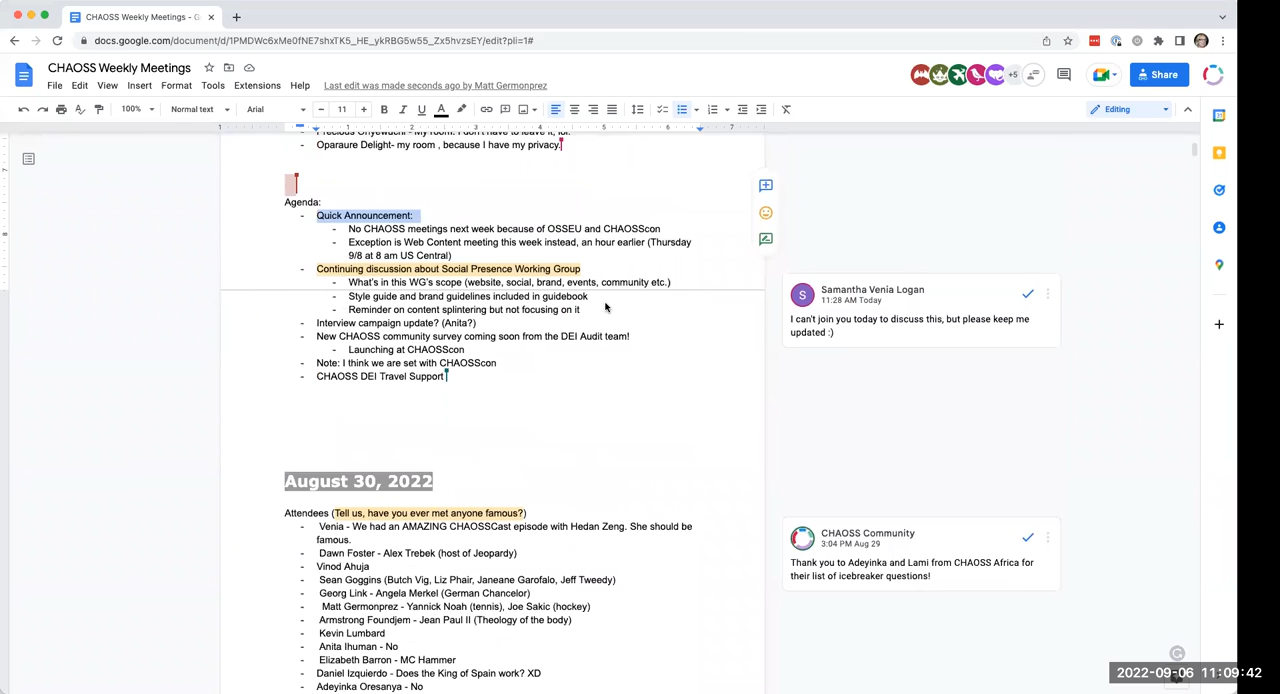 CHAOSS Weekly Meetings - G
docs.google.com/document/d/1PMDWc6xMe0fNE7shxTK5_HE_ykRBG5w55_Zx5hvzsEY/edit?pli=1#
CHAOSS Weekly Meetings
File Edit View Insert Format Tools Extensions Help Last edit was made seconds ago by Matt Germonprez
+5
Share
100% Normal text Arial 11 Editing
1 1 2 3 4 5 6 7
Oparaure Delight- my room , because I have my privacy.
Agenda:
- Quick Announcement:
- No CHAOSS meetings next week because of OSSEU and CHAOSScon
- Exception is Web Content meeting this week instead, an hour earlier (Thursday
9/8 at 8 am US Central)
- Continuing discussion about Social Presence Working Group
- What's in this WG's scope (website, social, brand, events, community etc.)
- Style guide and brand guidelines included in guidebook
- Reminder on content splintering but not focusing on it
- Interview campaign update? (Anita?)
- New CHAOSS community survey coming soon from the DEI Audit team!
- Launching at CHAOSScon
- Note: I think we are set with CHAOSScon
- CHAOSS DEI Travel Support
S
Samantha Venia Logan
11:28 AM Today
I can't join you today to discuss this, but please keep me
updated :)
August 30, 2022
Attendees (Tell us, have you ever met anyone famous?)
- Venia - We had an AMAZING CHAOSSCast episode with Hedan Zeng. She should be
famous.
- Dawn Foster - Alex Trebek (host of Jeopardy)
- Vinod Ahuja
- Sean Goggins (Butch Vig, Liz Phair, Janeane Garofalo, Jeff Tweedy)
- Georg Link - Angela Merkel (German Chancelor)
- Matt Germonprez - Yannick Noah (tennis), Joe Sakic (hockey)
- Armstrong Foundjem - Jean Paul II (Theology of the body)
- Kevin Lumbard
- Anita Ihuman - No
- Elizabeth Barron - MC Hammer
- Daniel Izquierdo - Does the King of Spain work? XD
- Adeyinka Oresanya - No
CHAOSS Community
3:04 PM Aug 29
Thank you to Adeyinka and Lami from CHAOSS Africa for
their list of icebreaker questions!
2022-09-06 11:09:42